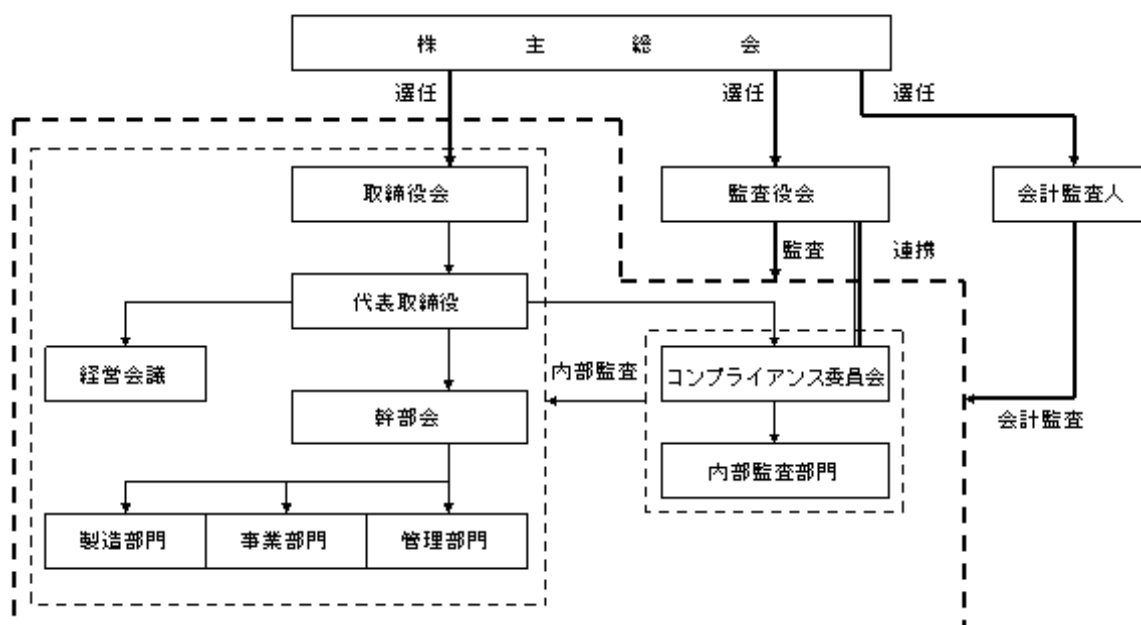 株主総会
選任
選任
選任
取締役会
監査役会
会計監査人
監査
連携
代表取締役
経営会議
内部監査
コンプライアンス委員会
幹部会
会計監査
内部監査部門
製造部門
事業部門
管理部門